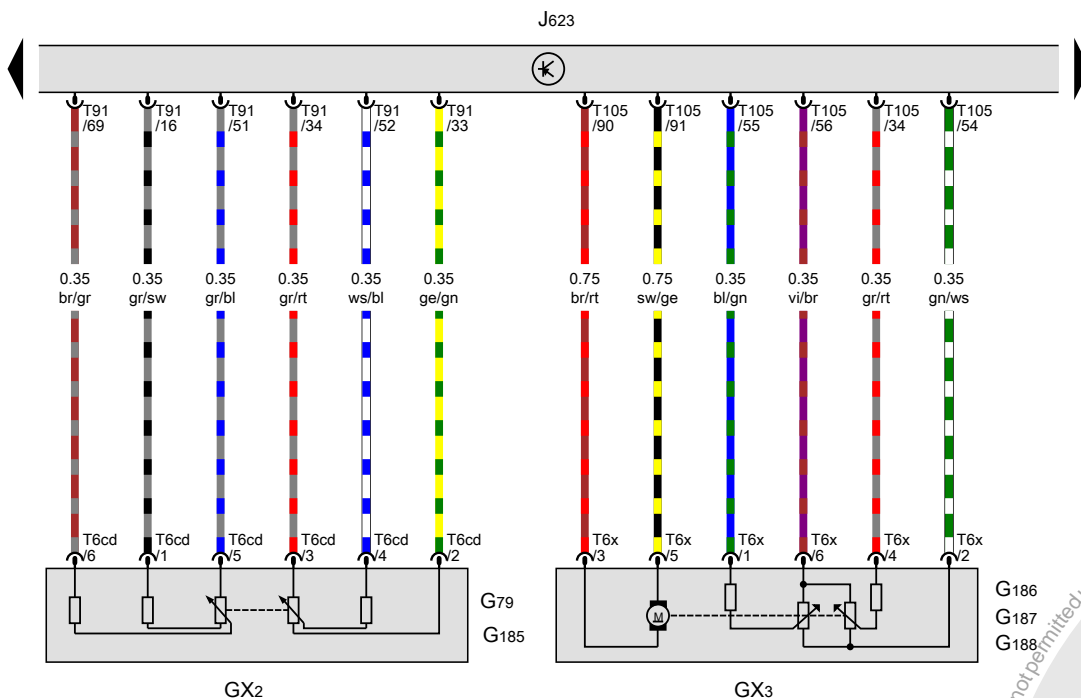 J623
T91 T91 T91 T91 T91 T91 T105 T105 T105 T105 T105 T105
/69 /16 /51 /34 /52 /33 /90 /91 /55 /56 /34 /54
0.35 0.35 0.35 0.35 0.35 0.35 0.75 0.75 0.35 0.35 0.35 0.35
br/gr gr/sw gr/bl gr/rt ws/bl ge/gn br/rt sw/ge bl/gn vi/br gr/rt gn/ws
T6cd T6cd T6cd T6cd T6cd T6cd T6x T6x T6x T6x T6x T6x
/6 /1 /5 /3 /4 /2 /3 /5 /1 /6 /4 /2
G79
G185
M
G186
G187
G188
GX2 GX3
not permitted